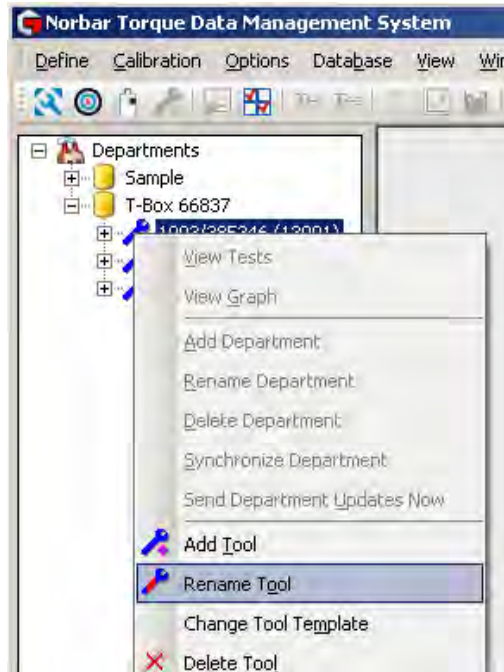 Norbar Torque Data Management System
Define Calibration Options Database View
Departments
Sample
T-Box 66837
View Tests
View Graph
Add Department
Rename Department
Delete Department
Synchronize Department
Send Department Updates Now
Add Tool
Rename Tool
Change Tool Template
Delete Tool